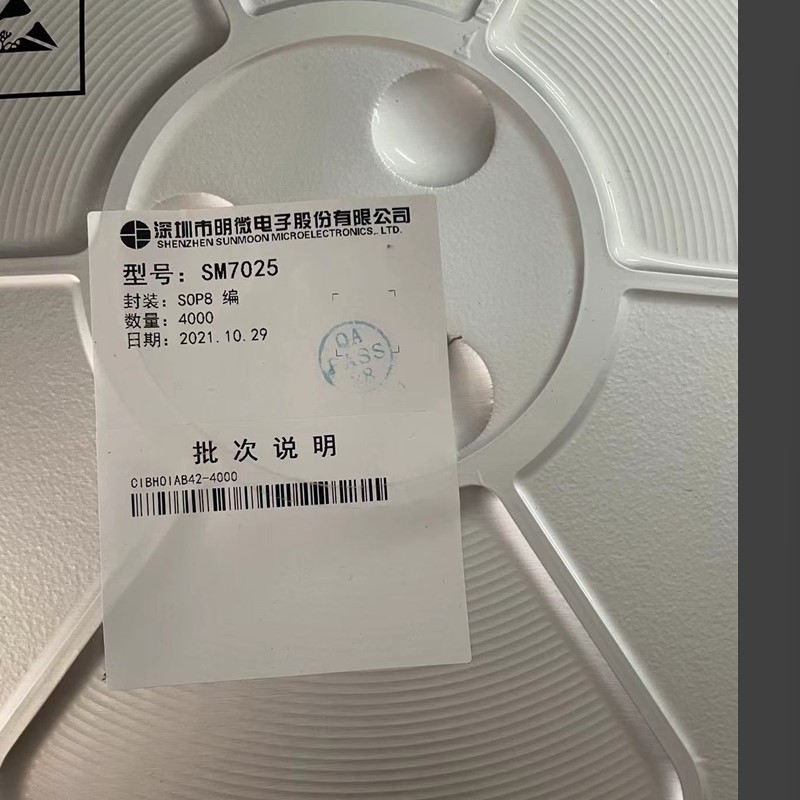 深圳市明微电子股份有限公司
SHENZHEN SUNMOON MICROELECTRONICS,. LTD.
型号: SM7025
封装: SOP8 编
数量: 4000
日期: 2021.10.29
QA
PASS
批次说明
C1BH01AB42-4000